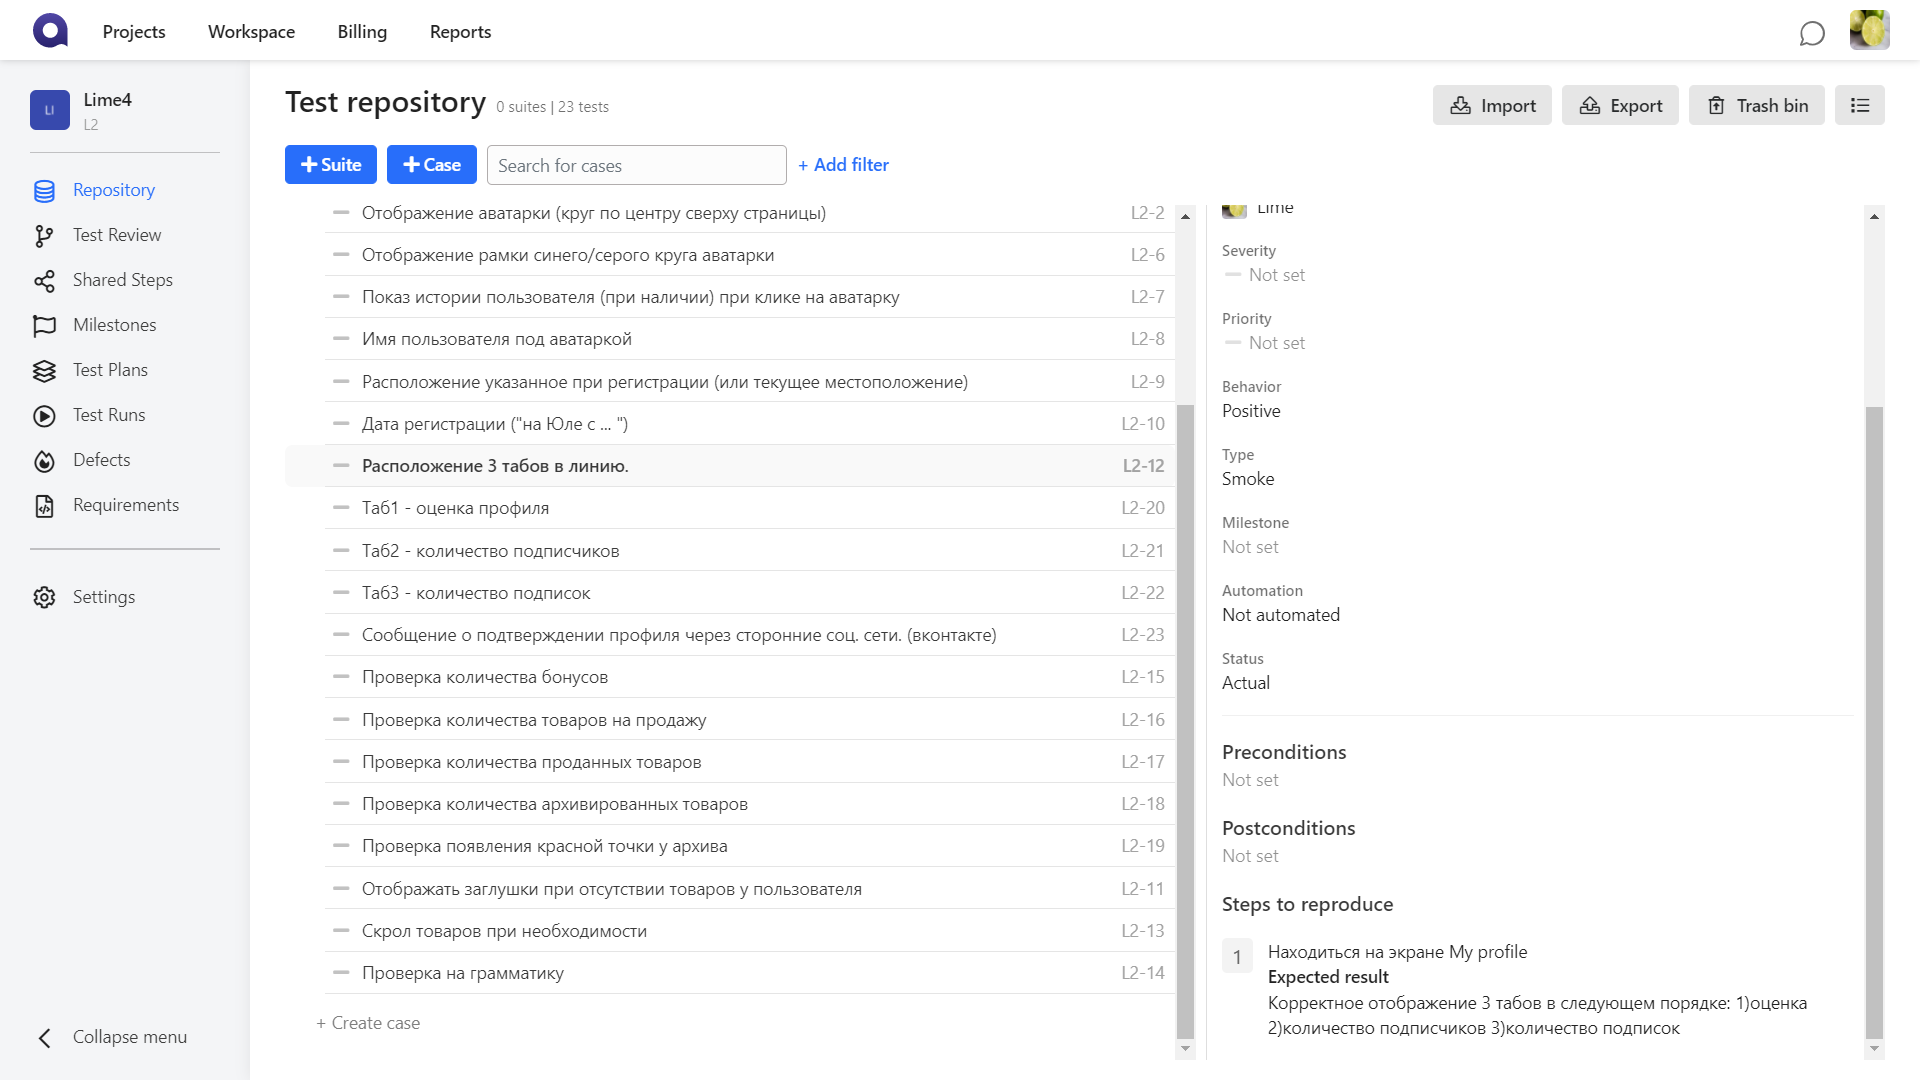 Projects
Workspace
Billing
Reports
LI
Lime4
L2
Repository
Test Review
Shared Steps
Milestones
Test Plans
Test Runs
Defects
Requirements
Settings
Collapse menu
Test repository 0 suites | 23 tests
Import
Export
Trash bin
+ Suite
+ Case
Search for cases
+ Add filter
Отображение аватарки (круг по центру сверху страницы) L2-2
Отображение рамки синего/серого круга аватарки L2-6
Показ истории пользователя (при наличии) при клике на аватарку L2-7
Имя пользователя под аватаркой L2-8
Расположение указанное при регистрации (или текущее местоположение) L2-9
Дата регистрации ("на Юле с ... ") L2-10
Расположение 3 табов в линию. L2-12
Таб1 - оценка профиля L2-20
Таб2 - количество подписчиков L2-21
Таб3 - количество подписок L2-22
Сообщение о подтверждении профиля через сторонние соц. сети. (вконтакте) L2-23
Проверка количества бонусов L2-15
Проверка количества товаров на продажу L2-16
Проверка количества проданных товаров L2-17
Проверка количества архивированных товаров L2-18
Проверка появления красной точки у архива L2-19
Отображать заглушки при отсутствии товаров у пользователя L2-11
Скрол товаров при необходимости L2-13
Проверка на грамматику L2-14
+ Create case
Lime
Severity
Not set
Priority
Not set
Behavior
Positive
Type
Smoke
Milestone
Not set
Automation
Not automated
Status
Actual
Preconditions
Not set
Postconditions
Not set
Steps to reproduce
1 Находиться на экране My profile
Expected result
Корректное отображение 3 табов в следующем порядке: 1)оценка
2)количество подписчиков 3)количество подписок